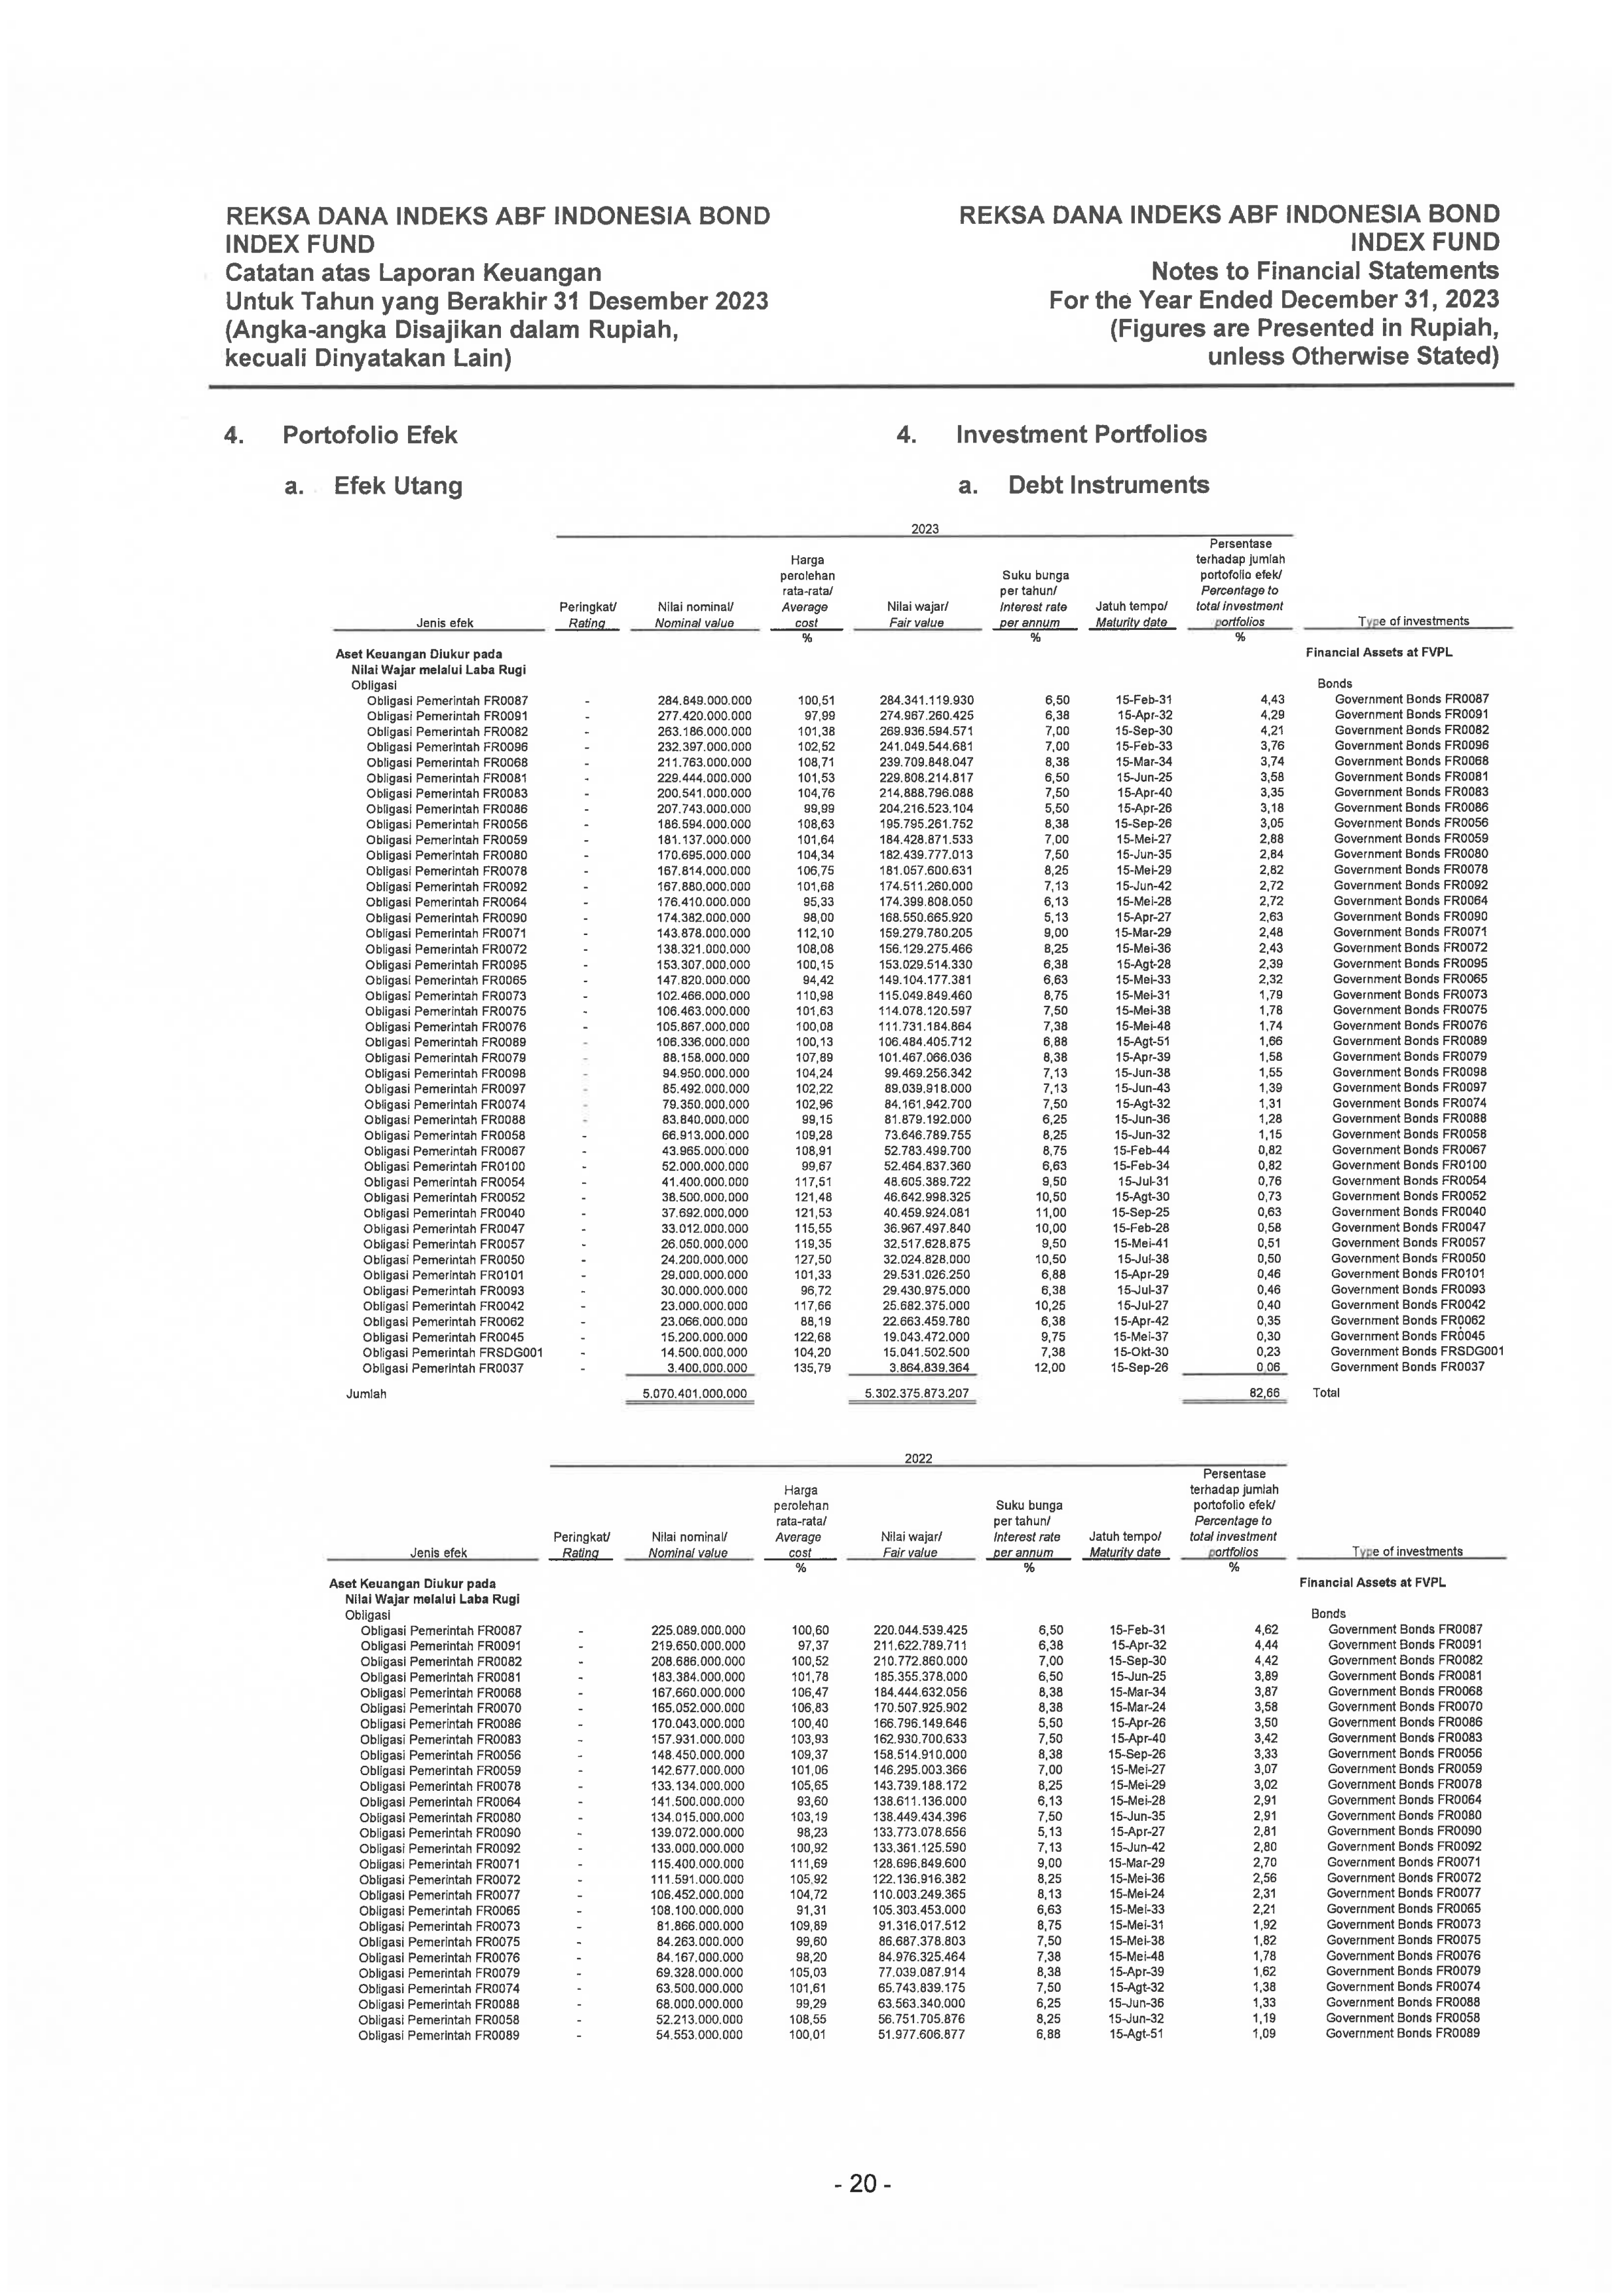 REKSA DANA INDEKS ABF INDONESIA BOND
INDEX FUND
Catatan atas Laporan Keuangan
Untuk Tahun yang Berakhir 31 Desember 2023
(Angka-angka Disajikan dalam Rupiah,
kecuali Dinyatakan Lain)
REKSA DANA INDEKS ABF INDONESIA BOND
INDEX FUND
Notes to Financial Statements
For the Year Ended December 31, 2023
(Figures are Presented in Rupiah,
unless Otherwise Stated)
4. Portofolio Efek
4. Investment Portfolios
a. Efek Utang
a. Debt Instruments
2023
Jenis efek
Peringkat/
Rating
Nilai nominal/
Nominal value
Harga
perolehan
rata-rata/
Average
cost
%
Nilai wajar/
Fair value
Suku bunga
per tahun/
Interest rate
per annum
%
Jatuh tempo/
Maturity date
Persentase
terhadap jumlah
portofolio efek/
Percentage to
total investment
portfolios
%
Type of investments
Aset Keuangan Diukur pada
Nilai Wajar melalui Laba Rugi
Financial Assets at FVPL
Obligasi Bonds
Obligasi Pemerintah FR0087 - 284.849.000.000 100,51 284.341.119.930 6,50 15-Feb-31 4,43 Government Bonds FR0087
Obligasi Pemerintah FR0091 - 277.420.000.000 97,99 274.967.260.425 6,38 15-Apr-32 4,29 Government Bonds FR0091
Obligasi Pemerintah FR0082 - 263.186.000.000 101,38 269.936.594.571 7,00 15-Sep-30 4,21 Government Bonds FR0082
Obligasi Pemerintah FR0096 - 232.397.000.000 102,52 241.049.544.681 7,00 15-Feb-33 3,76 Government Bonds FR0096
Obligasi Pemerintah FR0068 - 211.763.000.000 108,71 239.709.848.047 8,38 15-Mar-34 3,74 Government Bonds FR0068
Obligasi Pemerintah FR0081 - 229.444.000.000 101,53 229.808.214.817 6,50 15-Jun-25 3,58 Government Bonds FR0081
Obligasi Pemerintah FR0083 - 200.541.000.000 104,76 214.888.796.088 7,50 15-Apr-40 3,35 Government Bonds FR0083
Obligasi Pemerintah FR0086 - 207.743.000.000 99,99 204.216.523.104 5,50 15-Apr-26 3,18 Government Bonds FR0086
Obligasi Pemerintah FR0056 - 186.594.000.000 108,63 195.795.261.752 8,38 15-Sep-26 3,05 Government Bonds FR0056
Obligasi Pemerintah FR0059 - 181.137.000.000 101,64 184.428.871.533 7,00 15-Mei-27 2,88 Government Bonds FR0059
Obligasi Pemerintah FR0080 - 170.695.000.000 104,34 182.439.777.013 7,50 15-Jun-35 2,84 Government Bonds FR0080
Obligasi Pemerintah FR0078 - 167.814.000.000 106,75 181.057.600.631 8,25 15-Mei-29 2,82 Government Bonds FR0078
Obligasi Pemerintah FR0092 - 167.880.000.000 101,68 174.511.260.000 7,13 15-Jun-42 2,72 Government Bonds FR0092
Obligasi Pemerintah FR0064 - 176.410.000.000 95,33 174.399.808.050 6,13 15-Mei-28 2,72 Government Bonds FR0064
Obligasi Pemerintah FR0090 - 174.382.000.000 98,00 168.550.665.920 5,13 15-Apr-27 2,63 Government Bonds FR0090
Obligasi Pemerintah FR0071 - 143.878.000.000 112,10 159.279.780.205 9,00 15-Mar-29 2,48 Government Bonds FR0071
Obligasi Pemerintah FR0072 - 138.321.000.000 108,08 156.129.275.466 8,25 15-Mei-36 2,43 Government Bonds FR0072
Obligasi Pemerintah FR0095 - 153.307.000.000 100,15 153.029.514.330 6,38 15-Agt-28 2,39 Government Bonds FR0095
Obligasi Pemerintah FR0065 - 147.820.000.000 94,42 149.104.177.381 6,63 15-Mei-33 2,32 Government Bonds FR0065
Obligasi Pemerintah FR0073 - 102.466.000.000 110,98 115.049.849.460 8,75 15-Mei-31 1,79 Government Bonds FR0073
Obligasi Pemerintah FR0075 - 106.463.000.000 101,63 114.078.120.597 7,50 15-Mei-38 1,78 Government Bonds FR0075
Obligasi Pemerintah FR0076 - 105.867.000.000 100,08 111.731.184.864 7,38 15-Mei-48 1,74 Government Bonds FR0076
Obligasi Pemerintah FR0089 - 106.336.000.000 100,13 106.484.405.712 6,88 15-Agt-51 1,66 Government Bonds FR0089
Obligasi Pemerintah FR0079 - 88.158.000.000 107,89 101.467.066.036 8,38 15-Apr-39 1,58 Government Bonds FR0079
Obligasi Pemerintah FR0098 - 94.950.000.000 104,24 99.469.256.342 7,13 15-Jun-38 1,55 Government Bonds FR0098
Obligasi Pemerintah FR0097 - 85.492.000.000 102,22 89.039.918.000 7,13 15-Jun-43 1,39 Government Bonds FR0097
Obligasi Pemerintah FR0074 - 79.350.000.000 102,96 84.161.942.700 7,50 15-Agt-32 1,31 Government Bonds FR0074
Obligasi Pemerintah FR0088 - 83.840.000.000 99,15 81.879.192.000 6,25 15-Jun-36 1,28 Government Bonds FR0088
Obligasi Pemerintah FR0058 - 66.913.000.000 109,28 73.646.789.755 8,25 15-Jun-32 1,15 Government Bonds FR0058
Obligasi Pemerintah FR0067 - 43.965.000.000 108,91 52.783.499.700 8,75 15-Feb-44 0,82 Government Bonds FR0067
Obligasi Pemerintah FR0100 - 52.000.000.000 99,67 52.464.837.360 6,63 15-Feb-34 0,82 Government Bonds FR0100
Obligasi Pemerintah FR0054 - 41.400.000.000 117,51 48.605.389.722 9,50 15-Jul-31 0,76 Government Bonds FR0054
Obligasi Pemerintah FR0052 - 38.500.000.000 121,48 46.642.998.325 10,50 15-Agt-30 0,73 Government Bonds FR0052
Obligasi Pemerintah FR0040 - 37.692.000.000 121,53 40.459.924.081 11,00 15-Sep-25 0,63 Government Bonds FR0040
Obligasi Pemerintah FR0047 - 33.012.000.000 115,55 36.967.497.840 10,00 15-Feb-28 0,58 Government Bonds FR0047
Obligasi Pemerintah FR0057 - 26.050.000.000 119,35 32.517.628.875 9,50 15-Mei-41 0,51 Government Bonds FR0057
Obligasi Pemerintah FR0050 - 24.200.000.000 127,50 32.024.828.000 10,50 15-Jul-38 0,50 Government Bonds FR0050
Obligasi Pemerintah FR0101 - 29.000.000.000 101,33 29.531.026.250 6,88 15-Apr-29 0,46 Government Bonds FR0101
Obligasi Pemerintah FR0093 - 30.000.000.000 96,72 29.430.975.000 6,38 15-Jul-37 0,46 Government Bonds FR0093
Obligasi Pemerintah FR0042 - 23.000.000.000 117,66 25.682.375.000 10,25 15-Jul-27 0,40 Government Bonds FR0042
Obligasi Pemerintah FR0062 - 23.066.000.000 88,19 22.663.459.780 6,38 15-Apr-42 0,35 Government Bonds FR0062
Obligasi Pemerintah FR0045 - 15.200.000.000 122,68 19.043.472.000 9,75 15-Mei-37 0,30 Government Bonds FR0045
Obligasi Pemerintah FRSDG001 - 14.500.000.000 104,20 15.041.502.500 7,38 15-Okt-30 0,23 Government Bonds FRSDG001
Obligasi Pemerintah FR0037 - 3.400.000.000 135,79 3.864.839.364 12,00 15-Sep-26 0,06 Government Bonds FR0037
Jumlah 5.070.401.000.000 5.302.375.873.207 82,66 Total
2022
Jenis efek
Peringkat/
Rating
Nilai nominal/
Nominal value
Harga
perolehan
rata-rata/
Average
cost
%
Nilai wajar/
Fair value
Suku bunga
per tahun/
Interest rate
per annum
%
Jatuh tempo/
Maturity date
Persentase
terhadap jumlah
portofolio efek/
Percentage to
total investment
portfolios
%
Type of investments
Aset Keuangan Diukur pada
Nilai Wajar melalui Laba Rugi
Financial Assets at FVPL
Obligasi Bonds
Obligasi Pemerintah FR0087 - 225.089.000.000 100,60 220.044.539.425 6,50 15-Feb-31 4,62 Government Bonds FR0087
Obligasi Pemerintah FR0091 - 219.650.000.000 97,37 211.622.789.711 6,38 15-Apr-32 4,44 Government Bonds FR0091
Obligasi Pemerintah FR0082 - 208.686.000.000 100,52 210.772.860.000 7,00 15-Sep-30 4,42 Government Bonds FR0082
Obligasi Pemerintah FR0081 - 183.384.000.000 101,78 185.355.378.000 6,50 15-Jun-25 3,89 Government Bonds FR0081
Obligasi Pemerintah FR0068 - 167.660.000.000 106,47 184.444.632.056 8,38 15-Mar-34 3,87 Government Bonds FR0068
Obligasi Pemerintah FR0070 - 165.052.000.000 106,83 170.507.925.902 8,38 15-Mar-24 3,58 Government Bonds FR0070
Obligasi Pemerintah FR0086 - 170.043.000.000 100,40 166.796.149.646 5,50 15-Apr-26 3,50 Government Bonds FR0086
Obligasi Pemerintah FR0083 - 157.931.000.000 103,93 162.930.700.633 7,50 15-Apr-40 3,42 Government Bonds FR0083
Obligasi Pemerintah FR0056 - 148.450.000.000 109,37 158.514.910.000 8,38 15-Sep-26 3,33 Government Bonds FR0056
Obligasi Pemerintah FR0059 - 142.677.000.000 101,06 146.295.003.366 7,00 15-Mei-27 3,07 Government Bonds FR0059
Obligasi Pemerintah FR0078 - 133.134.000.000 105,65 143.739.188.172 8,25 15-Mei-29 3,02 Government Bonds FR0078
Obligasi Pemerintah FR0064 - 141.500.000.000 93,60 138.611.136.000 6,13 15-Mei-28 2,91 Government Bonds FR0064
Obligasi Pemerintah FR0080 - 134.015.000.000 103,19 138.449.434.396 7,50 15-Jun-35 2,91 Government Bonds FR0080
Obligasi Pemerintah FR0090 - 139.072.000.000 98,23 133.773.078.656 5,13 15-Apr-27 2,81 Government Bonds FR0090
Obligasi Pemerintah FR0092 - 133.000.000.000 100,92 133.361.125.590 7,13 15-Jun-42 2,80 Government Bonds FR0092
Obligasi Pemerintah FR0071 - 115.400.000.000 111,69 128.696.849.600 9,00 15-Mar-29 2,70 Government Bonds FR0071
Obligasi Pemerintah FR0072 - 111.591.000.000 105,92 122.136.916.382 8,25 15-Mei-36 2,56 Government Bonds FR0072
Obligasi Pemerintah FR0077 - 106.452.000.000 104,72 110.003.249.365 8,13 15-Mei-24 2,31 Government Bonds FR0077
Obligasi Pemerintah FR0065 - 108.100.000.000 91,31 105.303.453.000 6,63 15-Mei-33 2,21 Government Bonds FR0065
Obligasi Pemerintah FR0073 - 81.866.000.000 109,89 91.316.017.512 8,75 15-Mei-31 1,92 Government Bonds FR0073
Obligasi Pemerintah FR0075 - 84.263.000.000 99,60 86.687.378.803 7,50 15-Mei-38 1,82 Government Bonds FR0075
Obligasi Pemerintah FR0076 - 84.167.000.000 98,20 84.976.325.464 7,38 15-Mei-48 1,78 Government Bonds FR0076
Obligasi Pemerintah FR0079 - 69.328.000.000 105,03 77.039.087.914 8,38 15-Apr-39 1,62 Government Bonds FR0079
Obligasi Pemerintah FR0074 - 63.500.000.000 101,61 65.743.839.175 7,50 15-Agt-32 1,38 Government Bonds FR0074
Obligasi Pemerintah FR0088 - 68.000.000.000 99,29 63.563.340.000 6,25 15-Jun-36 1,33 Government Bonds FR0088
Obligasi Pemerintah FR0058 - 52.213.000.000 108,55 56.751.705.876 8,25 15-Jun-32 1,19 Government Bonds FR0058
Obligasi Pemerintah FR0089 - 54.553.000.000 100,01 51.977.606.877 6,88 15-Agt-51 1,09 Government Bonds FR0089
- 20 -